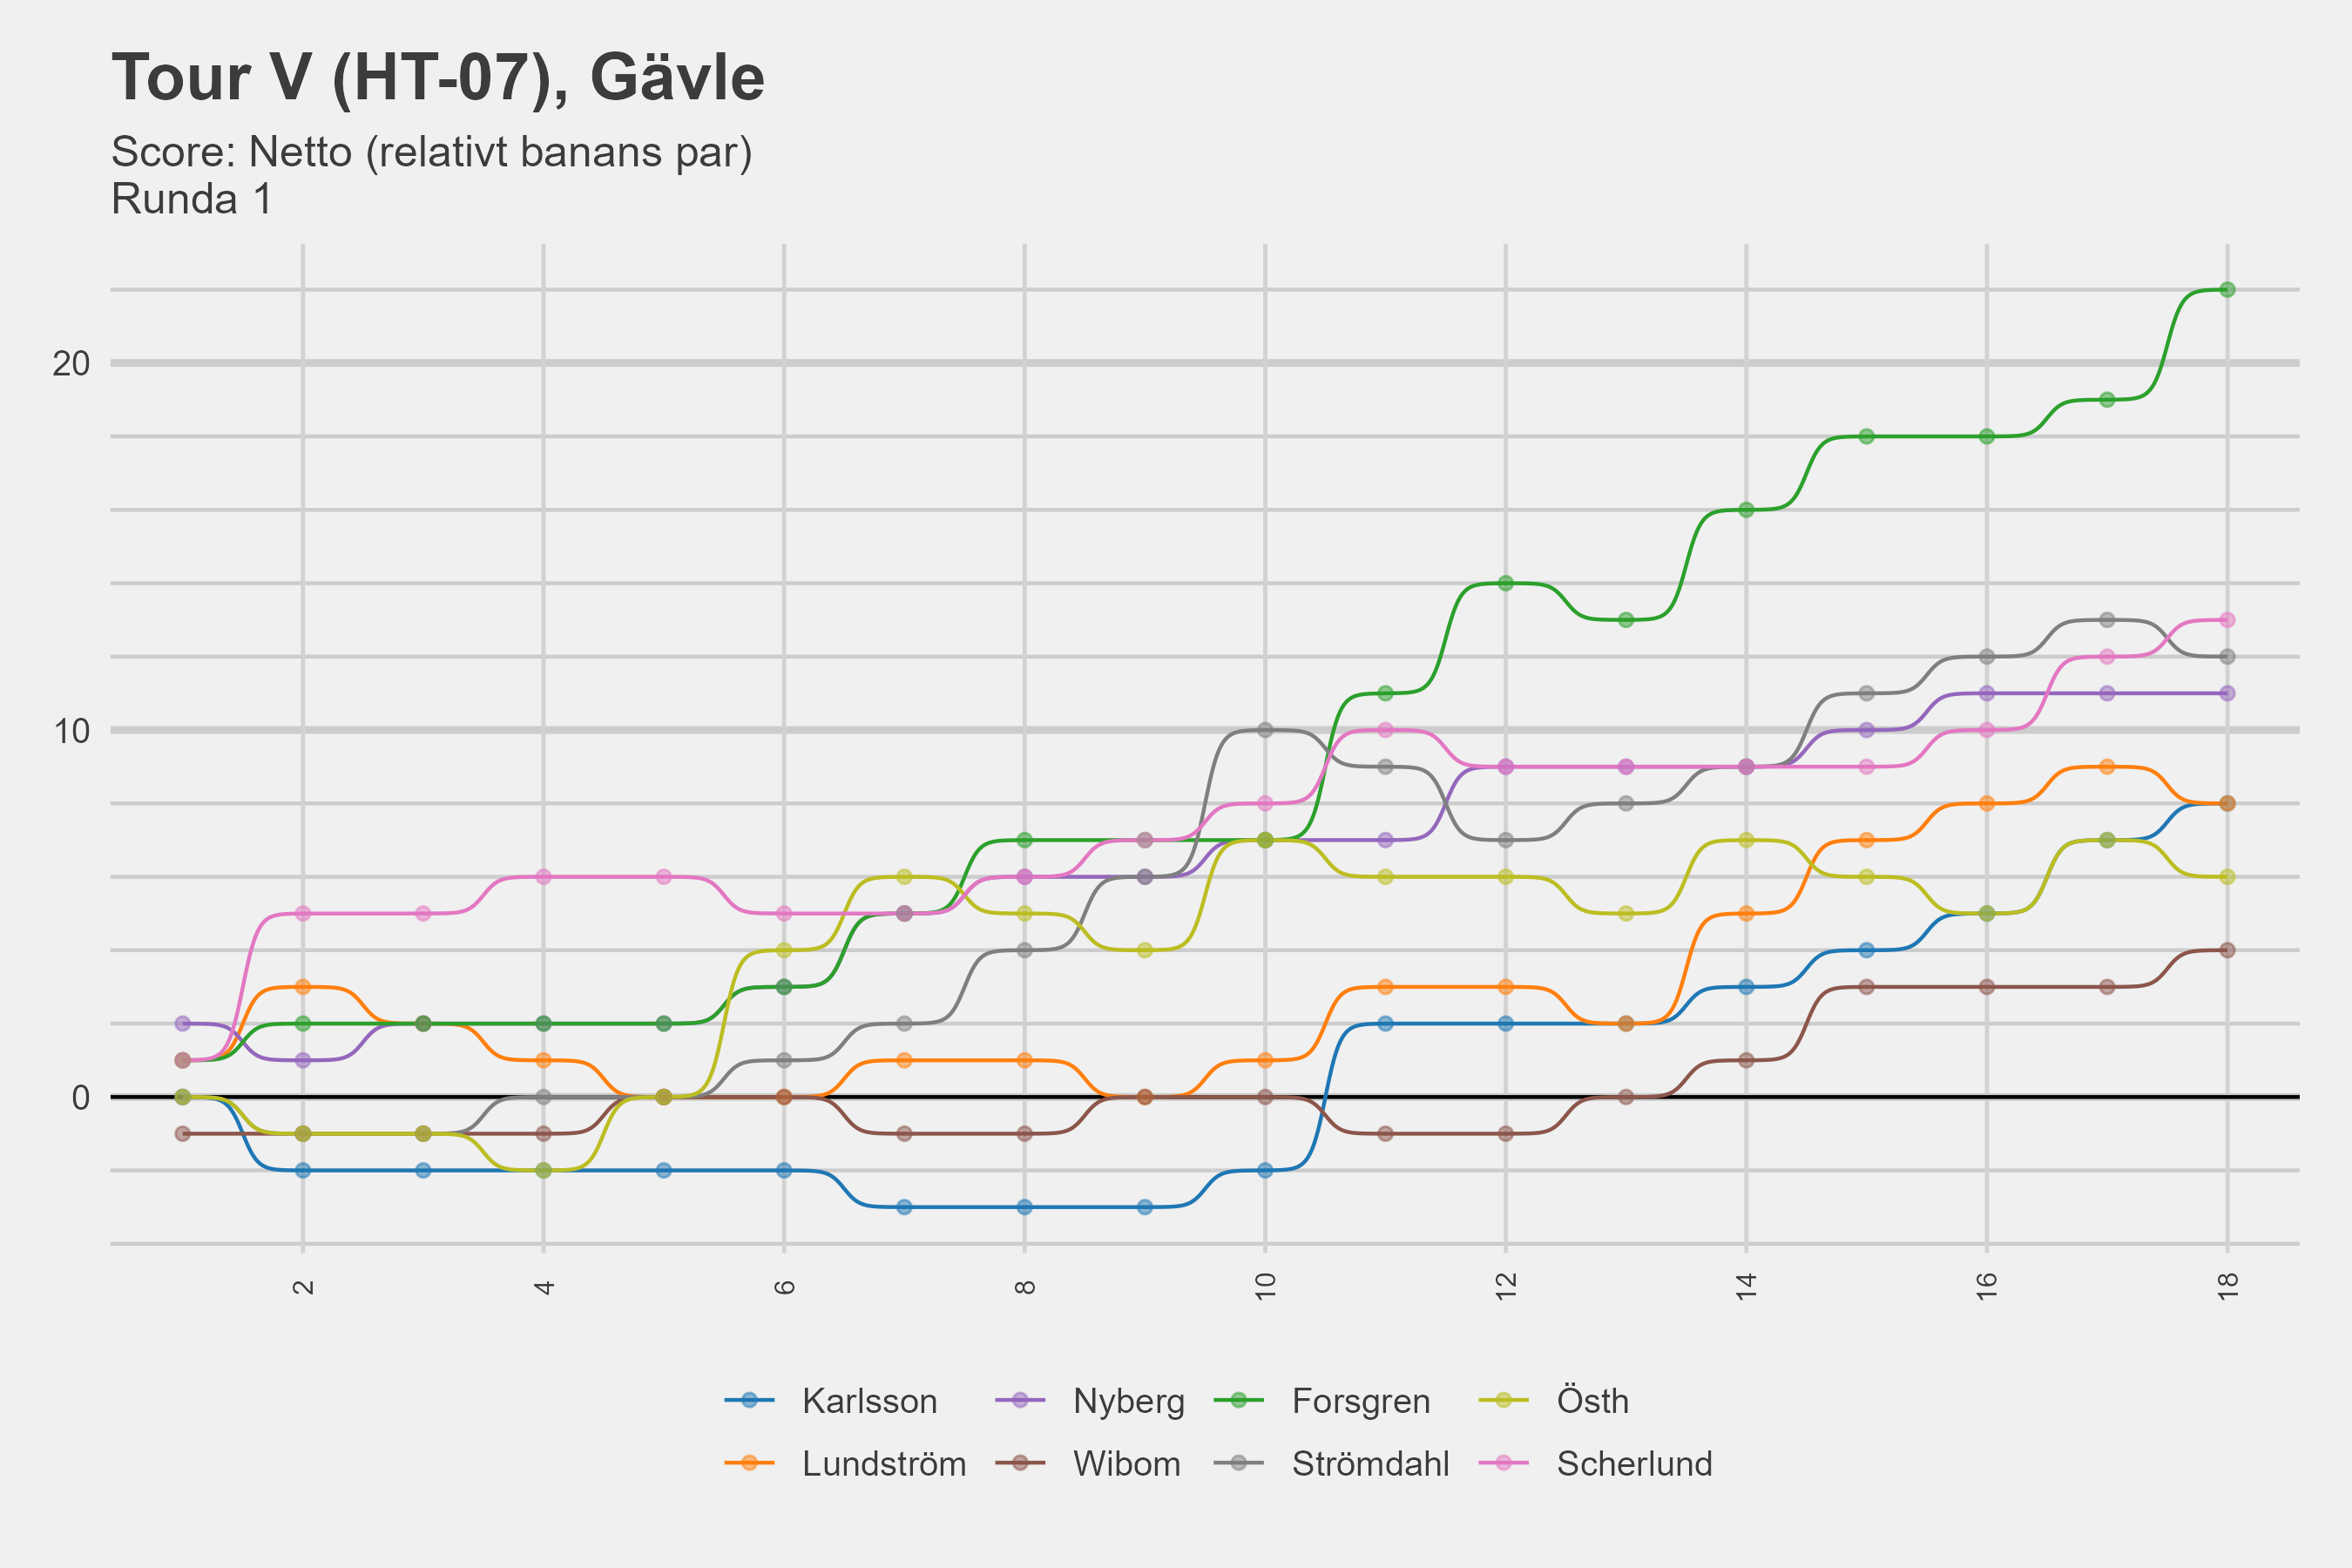 Tour V (HT-07), Gävle
Score: Netto (relativt banans par)
Runda 1
20
10
0
2 4 6 8 10 12 14 16 18
Karlsson Nyberg Forsgren Östh
Lundström Wibom Strömdahl Scherlund